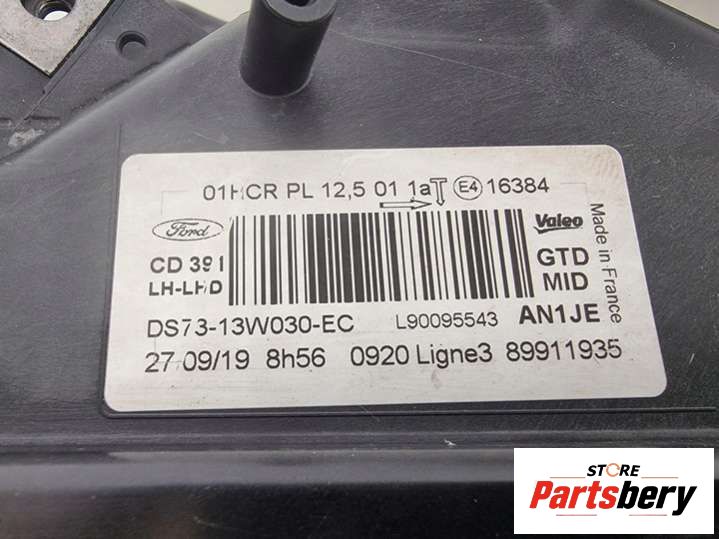 01HCR PL 12,5 01 1a E4 16384
Ford
Valeo
CD 391
GTD
LH-LHD
MID
Made in France
DS73-13W030-EC L90095543 AN1JE
27/09/19 8h56 0920 Ligne3 89911935
STORE
Partsbery